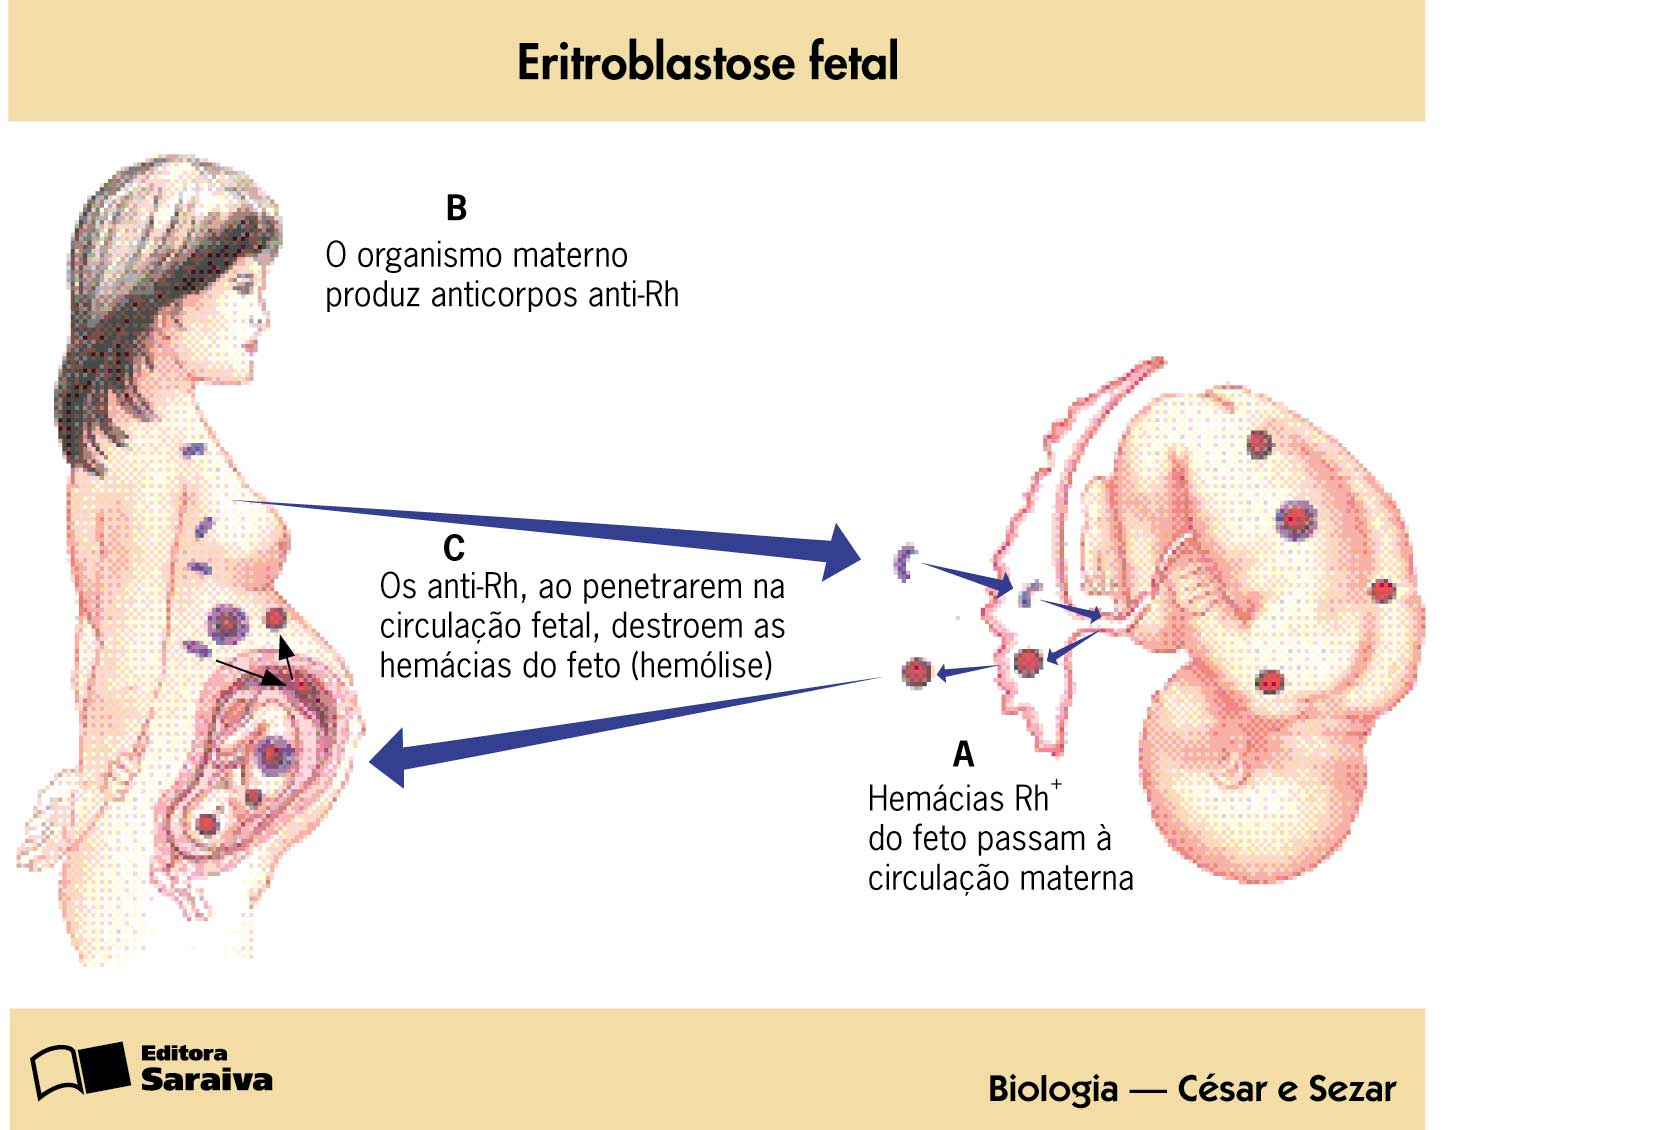 Eritroblastose fetal
B
O organismo materno
produz anticorpos anti-Rh
C
Os anti-Rh, ao penetrarem na
circulação fetal, destroem as
hemácias do feto (hemólise)
A
Hemácias Rh⁺
do feto passam à
circulação materna
Editora
Saraiva
Biologia — César e Sezar